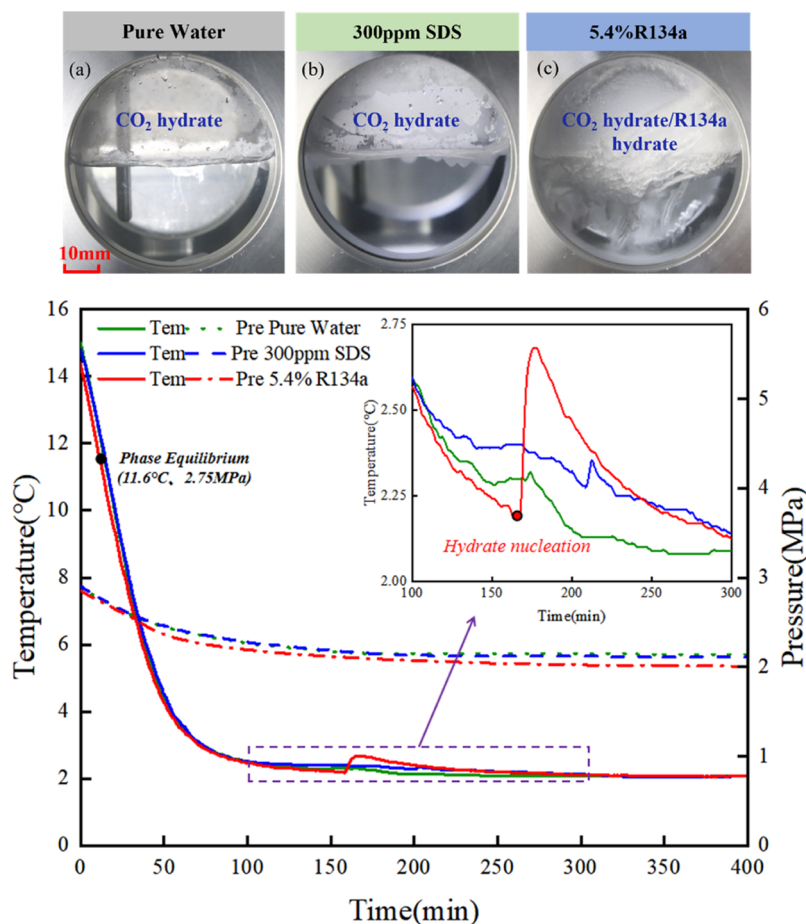 Pure Water
300ppm SDS
5.4%R134a
(a)
(b)
(c)
CO₂ hydrate
CO₂ hydrate
CO₂ hydrate/R134a
hydrate
10mm
16
14
12
10
8
6
4
2
0
Temperature(℃)
Tem Pre Pure Water
Tem Pre 300ppm SDS
Tem Pre 5.4% R134a
Phase Equilibrium
(11.6℃、2.75MPa)
2.75
2.50
2.25
2.00
Temperature(℃)
Hydrate nucleation
100 150 200 250 300
Time(min)
6
5
4
3
2
1
0
Pressure(MPa)
0 50 100 150 200 250 300 350 400
Time(min)